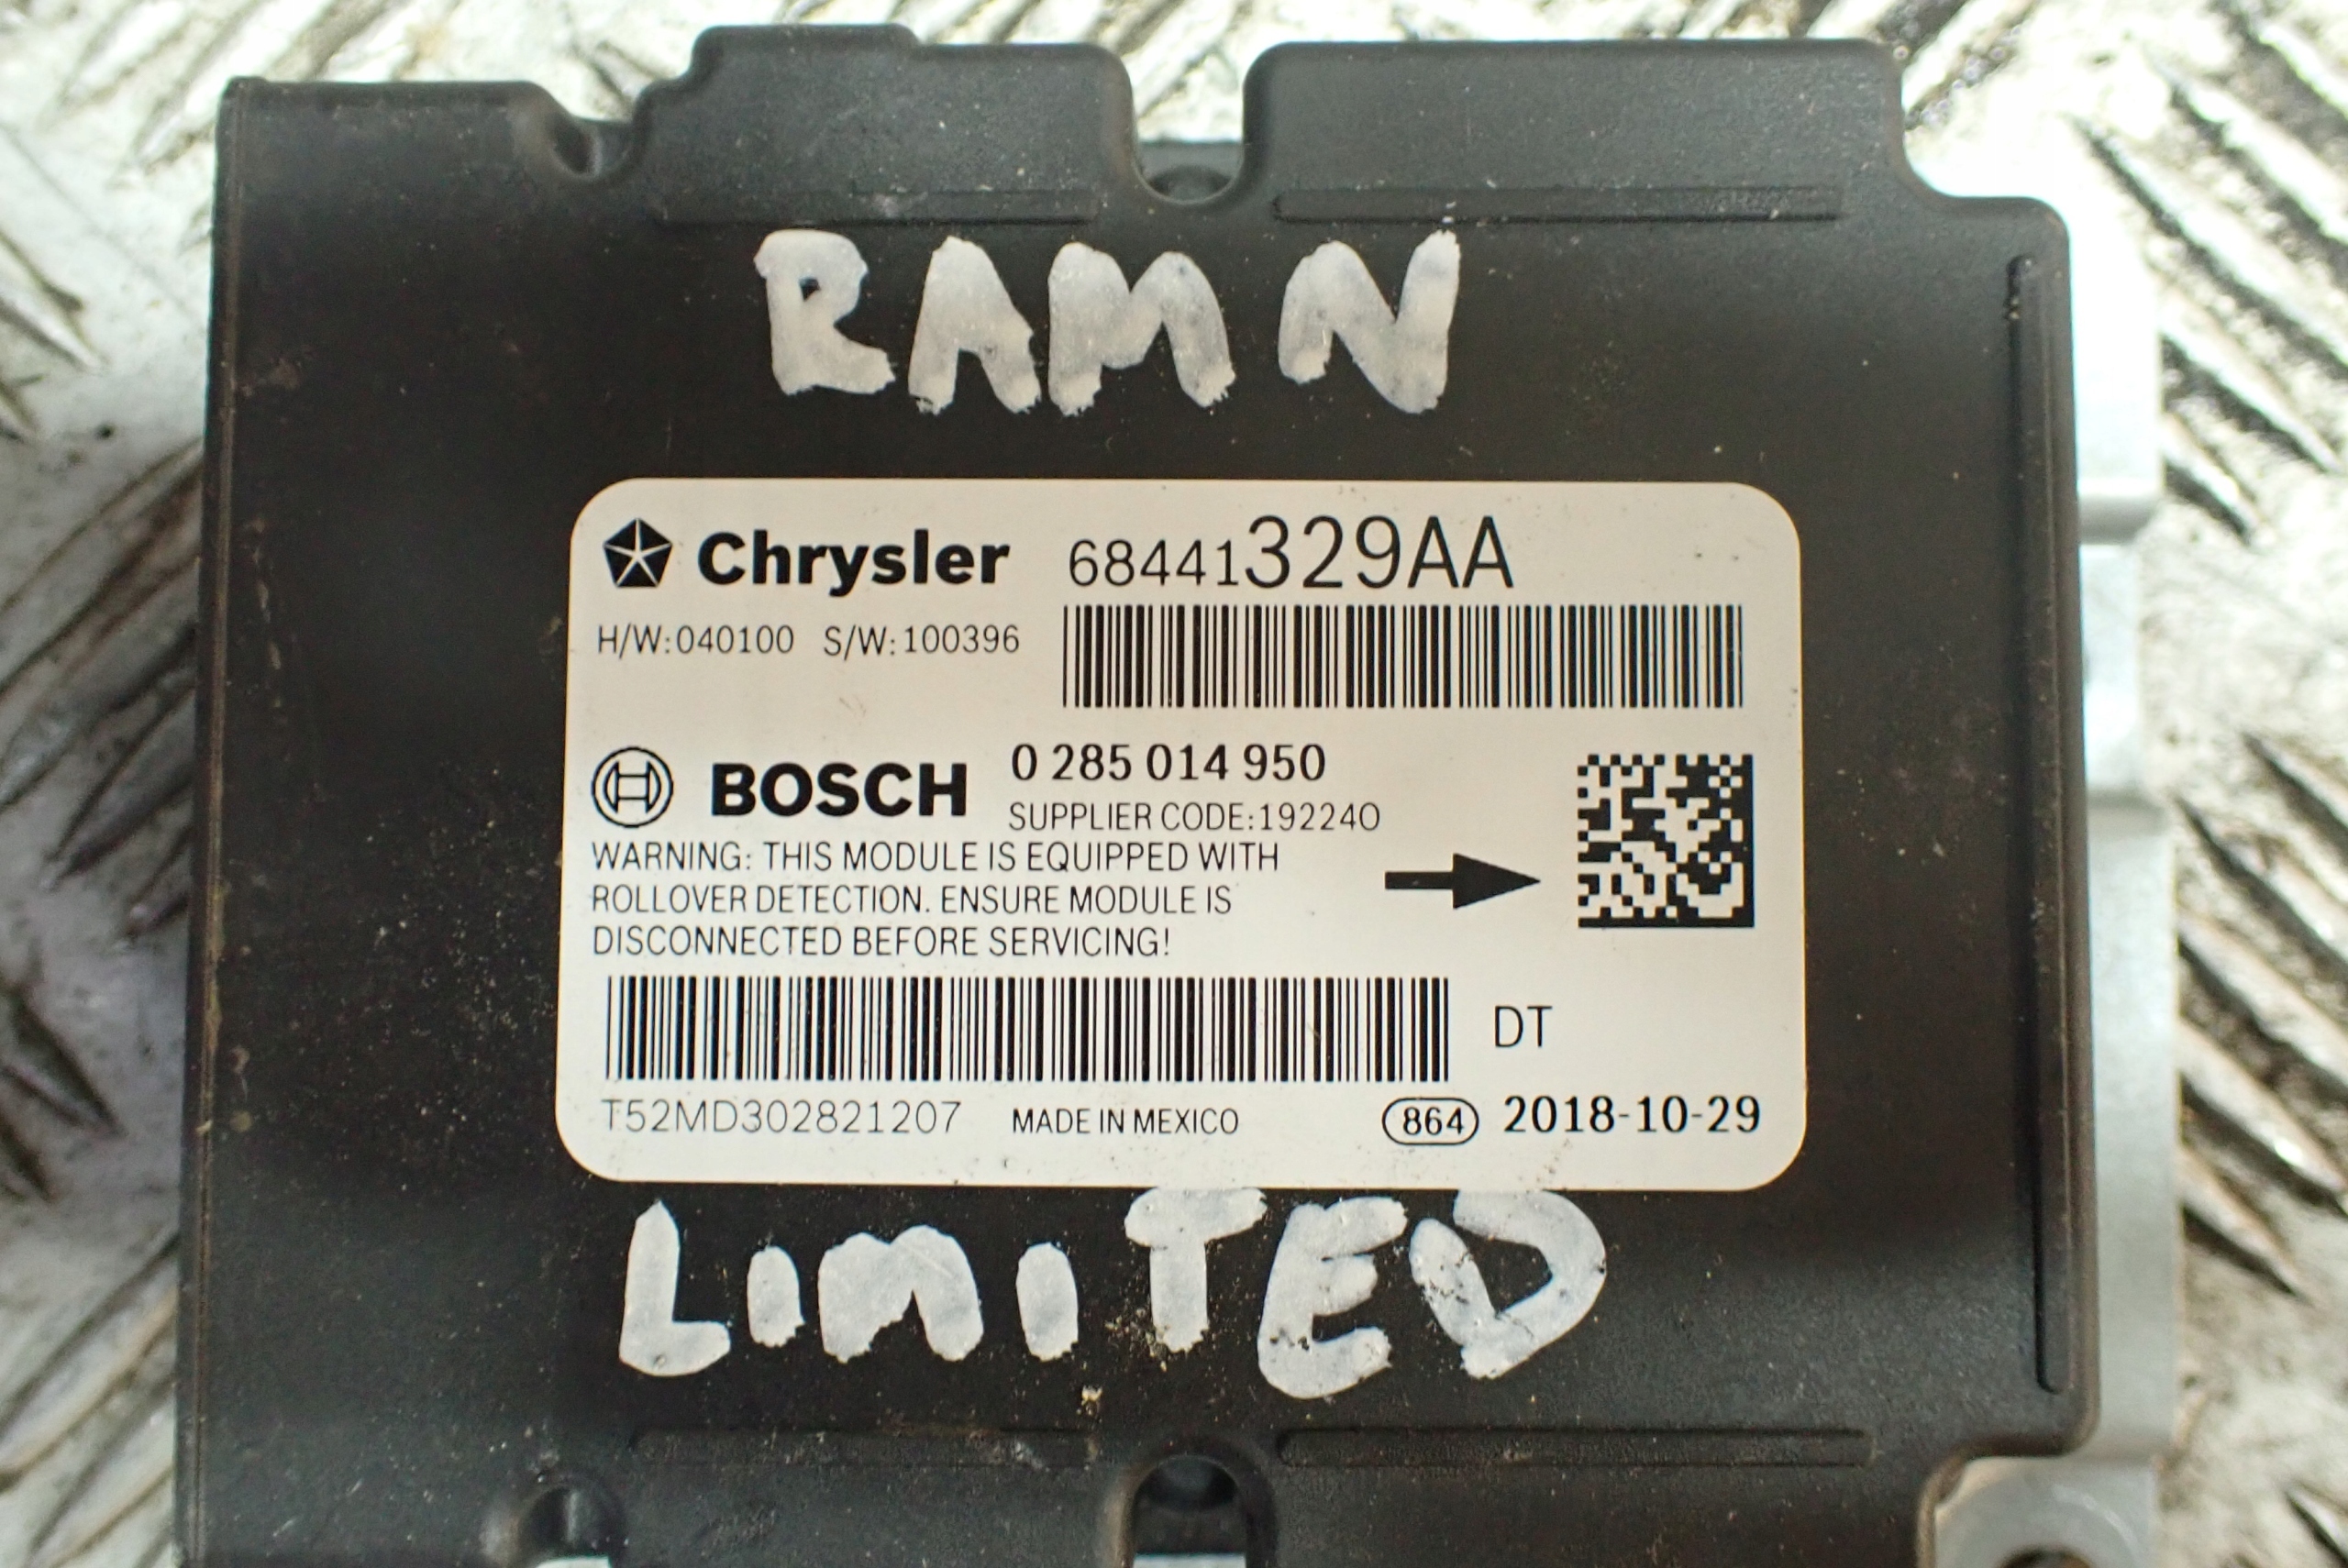 RAM N
Chrysler 68441329AA
H/W:040100 S/W:100396
BOSCH 0 285 014 950
SUPPLIER CODE:192240
WARNING: THIS MODULE IS EQUIPPED WITH
ROLLOVER DETECTION. ENSURE MODULE IS
DISCONNECTED BEFORE SERVICING!
DT
T52MD302821207 MADE IN MEXICO 864 2018-10-29
LIMITED